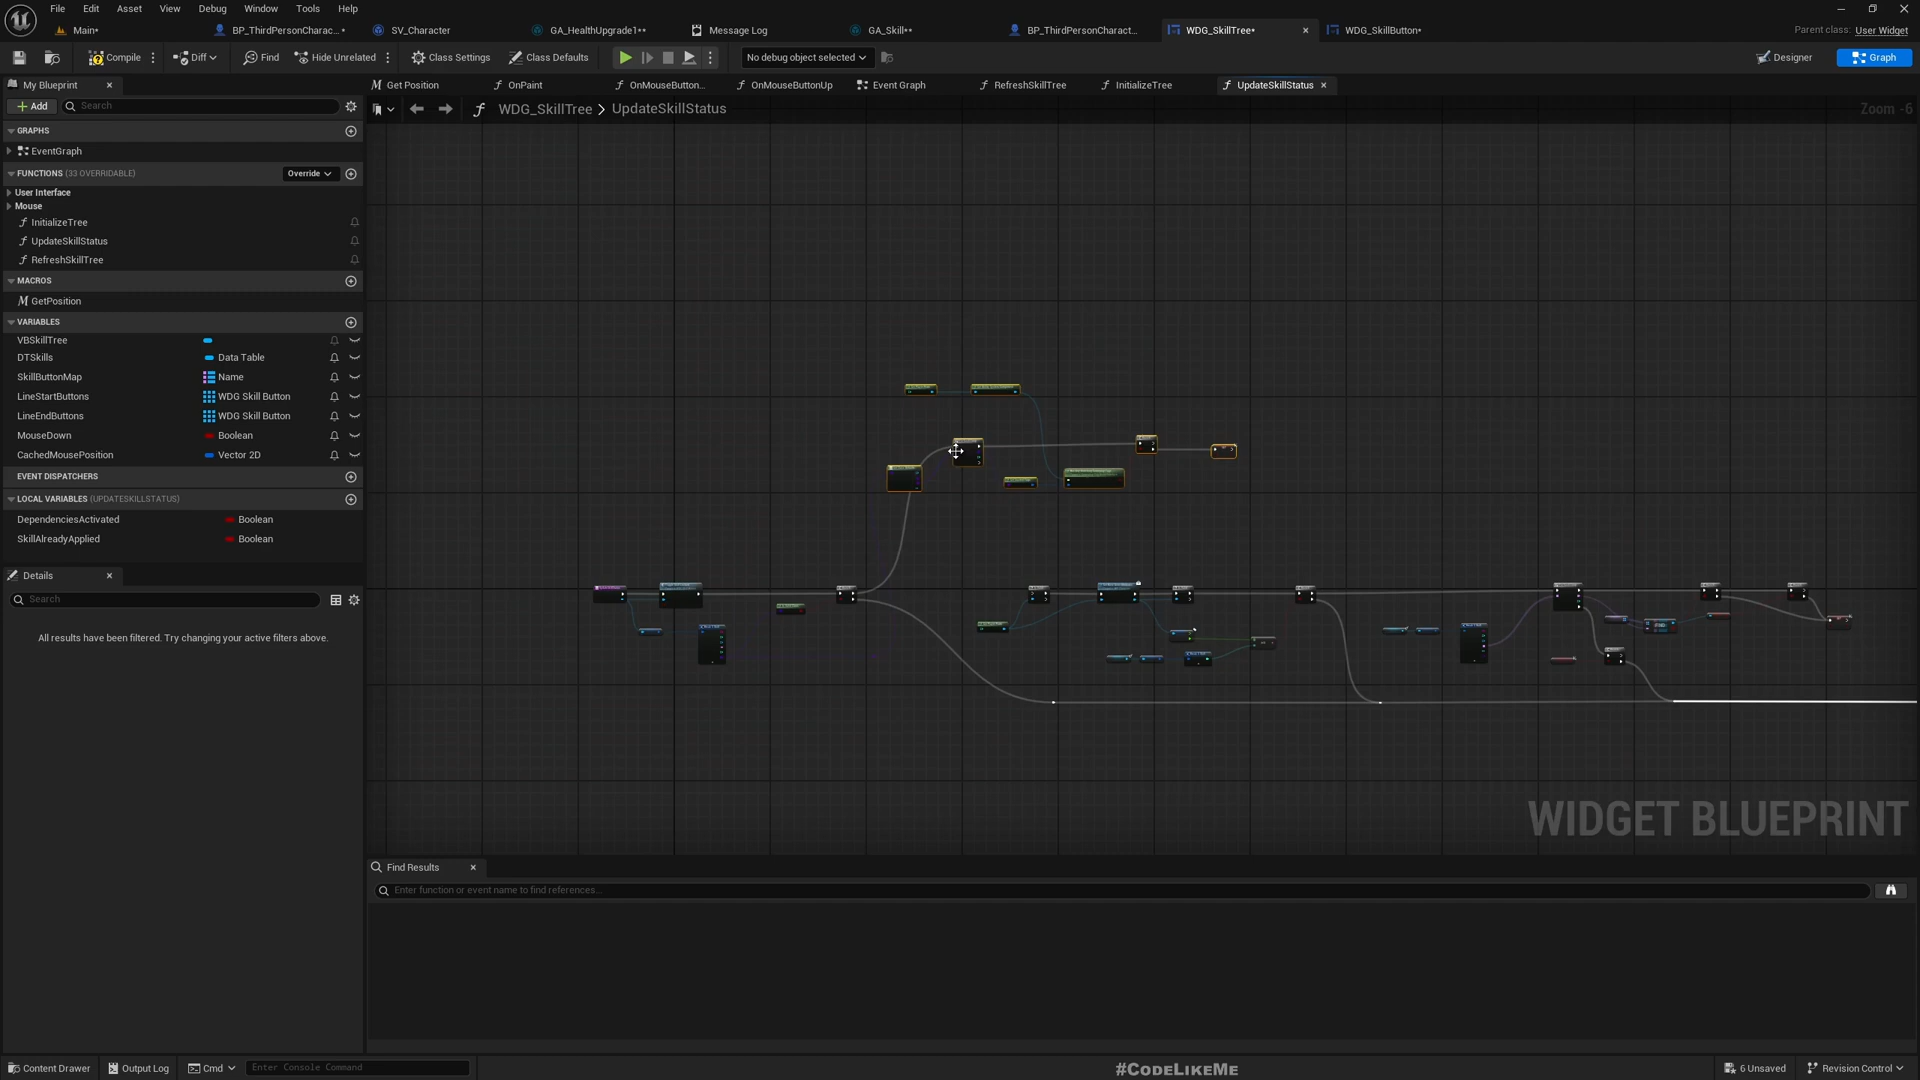 File Edit Asset View Debug Window Tools Help
Main*
BP_ThirdPersonCharac...*
SV_Character
GA_HealthUpgrade1**
Message Log
GA_Skill**
BP_ThirdPersonCharact...
WDG_SkillTree*
WDG_SkillButton*
Parent class: User Widget
Compile
Diff
Find
Hide Unrelated
Class Settings
Class Defaults
No debug object selected
Designer
Graph
My Blueprint
Get Position
OnPaint
OnMouseButton...
OnMouseButtonUp
Event Graph
RefreshSkillTree
InitializeTree
UpdateSkillStatus
Add
Search
WDG_SkillTree > UpdateSkillStatus
Zoom -6
GRAPHS
EventGraph
FUNCTIONS (33 OVERRIDABLE)
Override
User Interface
Mouse
InitializeTree
UpdateSkillStatus
RefreshSkillTree
MACROS
GetPosition
VARIABLES
VBSkillTree
DTSkills Data Table
SkillButtonMap Name
LineStartButtons WDG Skill Button
LineEndButtons WDG Skill Button
MouseDown Boolean
CachedMousePosition Vector 2D
EVENT DISPATCHERS
LOCAL VARIABLES (UPDATESKILLSTATUS)
DependenciesActivated Boolean
SkillAlreadyApplied Boolean
Details
Search
All results have been filtered. Try changing your active filters above.
WIDGET BLUEPRINT
Find Results
Enter function or event name to find references...
Content Drawer
Output Log
Cmd
Enter Console Command
#CODELIKEME
6 Unsaved
Revision Control